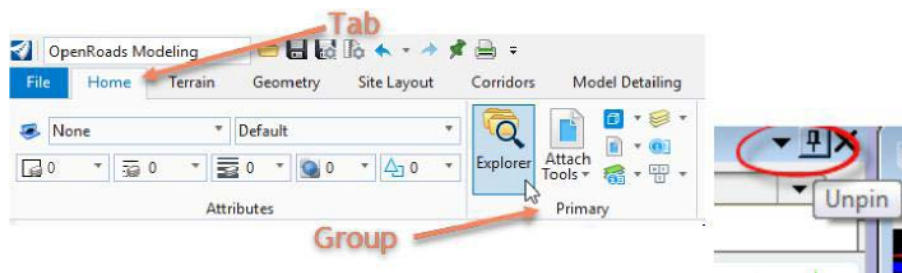 Tab
OpenRoads Modeling
File Home Terrain Geometry Site Layout Corridors Model Detailing
None Default
0 0 0 0 0
Explorer Attach Tools
Attributes Primary
Group
Unpin